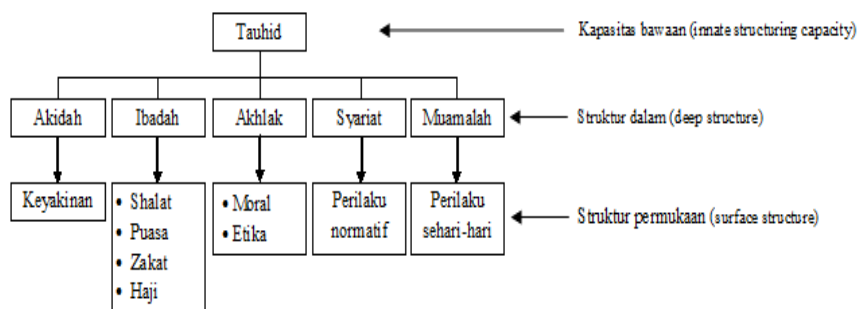 Tauhid
Kapasitas bawaan (innate structuring capacity)
Akidah
Ibadah
Akhlak
Syariat
Muamalah
Struktur dalam (deep structure)
Keyakinan
• Shalat
• Puasa
• Zakat
• Haji
• Moral
• Etika
Perilaku
normatif
Perilaku
sehari-hari
Struktur permukaan (surface structure)